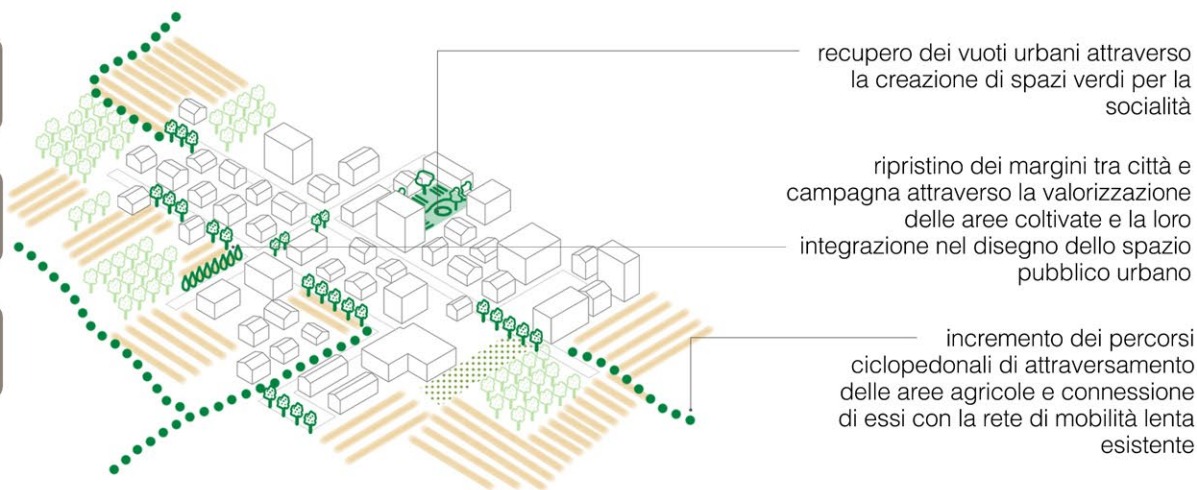 recupero dei vuoti urbani attraverso
la creazione di spazi verdi per la
socialità
ripristino dei margini tra città e
campagna attraverso la valorizzazione
delle aree coltivate e la loro
integrazione nel disegno dello spazio
pubblico urbano
incremento dei percorsi
ciclopedonali di attraversamento
delle aree agricole e connessione
di essi con la rete di mobilità lenta
esistente